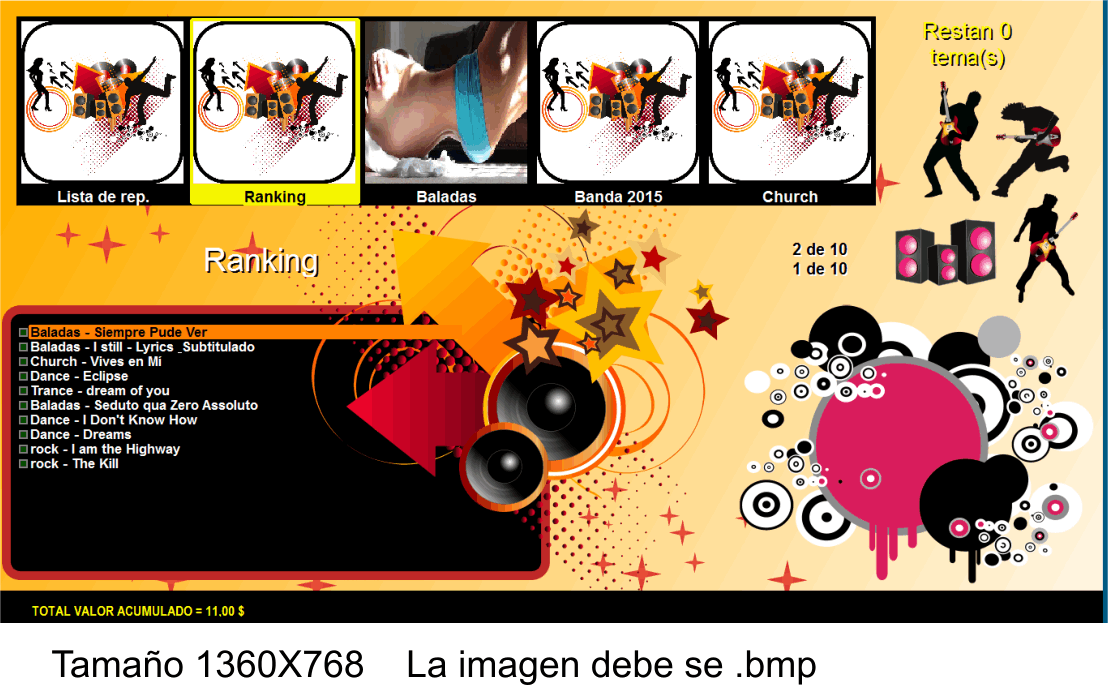 Restan 0
tema(s)
Lista de rep.
Ranking
Baladas
Banda 2015
Church
Ranking
2 de 10
1 de 10
Baladas - Siempre Pude Ver
Baladas - I still - Lyrics _Subtitulado
Church - Vives en Mí
Dance - Eclipse
Trance - dream of you
Baladas - Seduto qua Zero Assoluto
Dance - I Don't Know How
Dance - Dreams
rock - I am the Highway
rock - The Kill
TOTAL VALOR ACUMULADO = 11,00 $
Tamaño 1360X768 La imagen debe se .bmp